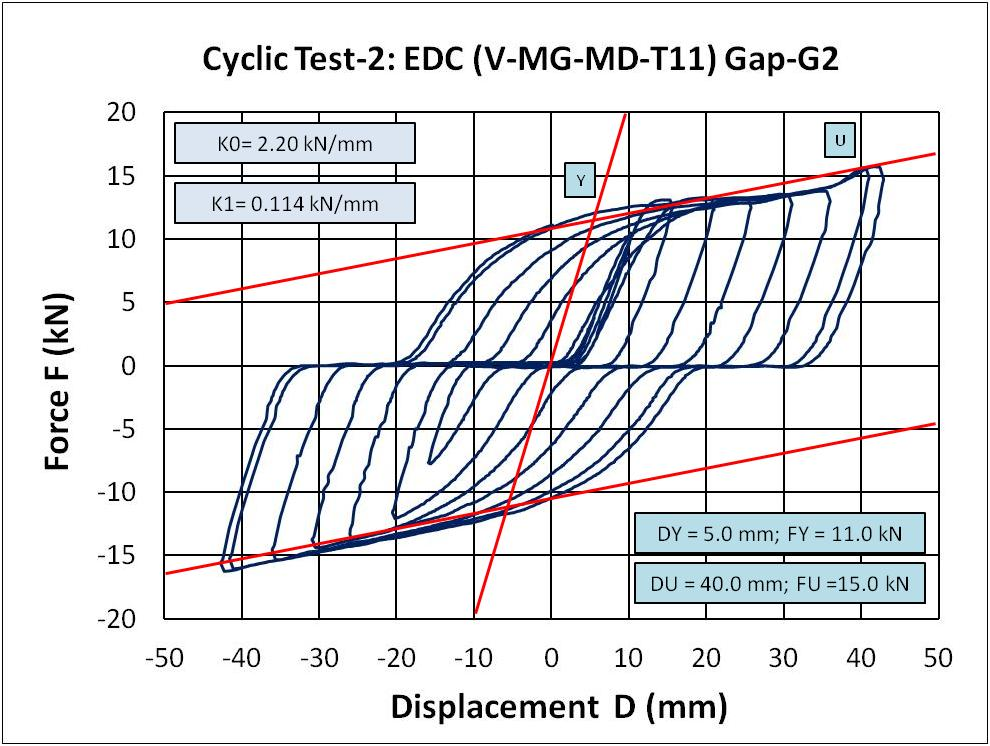 Cyclic Test-2: EDC (V-MG-MD-T11) Gap-G2
20
15
10
5
0
-5
-10
-15
-20
Force F (kN)
K0= 2.20 kN/mm
K1= 0.114 kN/mm
Y
U
DY = 5.0 mm; FY = 11.0 kN
DU = 40.0 mm; FU =15.0 kN
-50 -40 -30 -20 -10 0 10 20 30 40 50
Displacement D (mm)